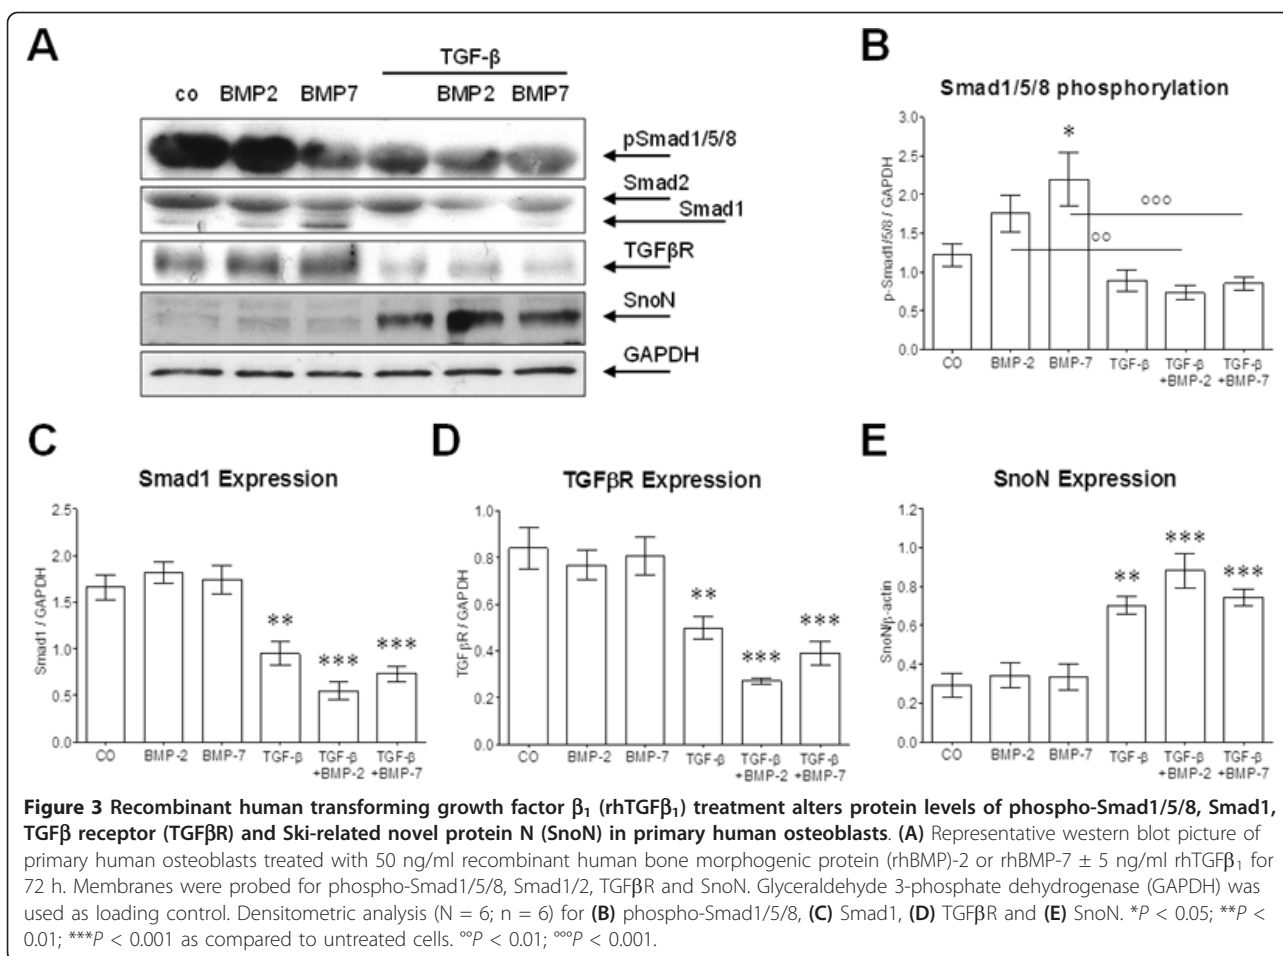 A
TGF-β
co BMP2 BMP7 BMP2 BMP7
pSmad1/5/8
Smad2
Smad1
TGFβR
SnoN
GAPDH
B
Smad1/5/8 phosphorylation
p-Smad1/5/8 / GAPDH
3.0
2.5
2.0
1.5
1.0
0.5
0.0
*
°°°
°°
CO BMP-2 BMP-7 TGF-β TGF-β +BMP-2 TGF-β +BMP-7
C
Smad1 Expression
Smad1 / GAPDH
2.5
2.0
1.5
1.0
0.5
0.0
** *** ***
CO BMP-2 BMP-7 TGF-β TGF-β +BMP-2 TGF-β +BMP-7
D
TGFβR Expression
TGFβR / GAPDH
1.0
0.8
0.6
0.4
0.2
0.0
** *** ***
CO BMP-2 BMP-7 TGF-β TGF-β +BMP-2 TGF-β +BMP-7
E
SnoN Expression
SnoN/β-actin
1.2
1.0
0.8
0.6
0.4
0.2
0.0
** *** ***
CO BMP-2 BMP-7 TGF-β TGF-β +BMP-2 TGF-β +BMP-7
Figure 3 Recombinant human transforming growth factor β₁ (rhTGFβ₁) treatment alters protein levels of phospho-Smad1/5/8, Smad1,
TGFβ receptor (TGFβR) and Ski-related novel protein N (SnoN) in primary human osteoblasts. (A) Representative western blot picture of
primary human osteoblasts treated with 50 ng/ml recombinant human bone morphogenic protein (rhBMP)-2 or rhBMP-7 ± 5 ng/ml rhTGFβ₁ for
72 h. Membranes were probed for phospho-Smad1/5/8, Smad1/2, TGFβR and SnoN. Glyceraldehyde 3-phosphate dehydrogenase (GAPDH) was
used as loading control. Densitometric analysis (N = 6; n = 6) for (B) phospho-Smad1/5/8, (C) Smad1, (D) TGFβR and (E) SnoN. *P < 0.05; **P <
0.01; ***P < 0.001 as compared to untreated cells. °°P < 0.01; °°°P < 0.001.